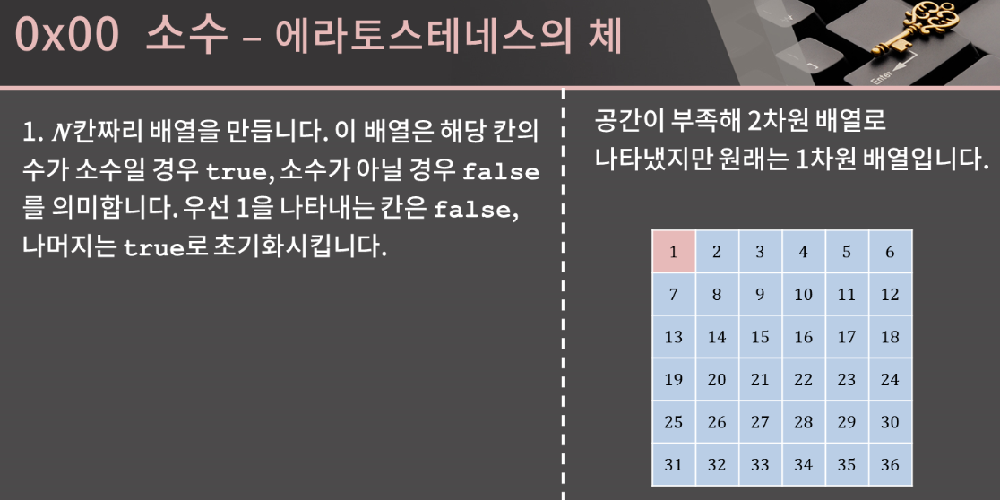 0x00 소수 – 에라토스테네스의 체
Enter
1. N칸짜리 배열을 만듭니다. 이 배열은 해당 칸의
수가 소수일 경우 true, 소수가 아닐 경우 false
를 의미합니다. 우선 1을 나타내는 칸은 false,
나머지는 true로 초기화시킵니다.
공간이 부족해 2차원 배열로
나타냈지만 원래는 1차원 배열입니다.
1 2 3 4 5 6
7 8 9 10 11 12
13 14 15 16 17 18
19 20 21 22 23 24
25 26 27 28 29 30
31 32 33 34 35 36